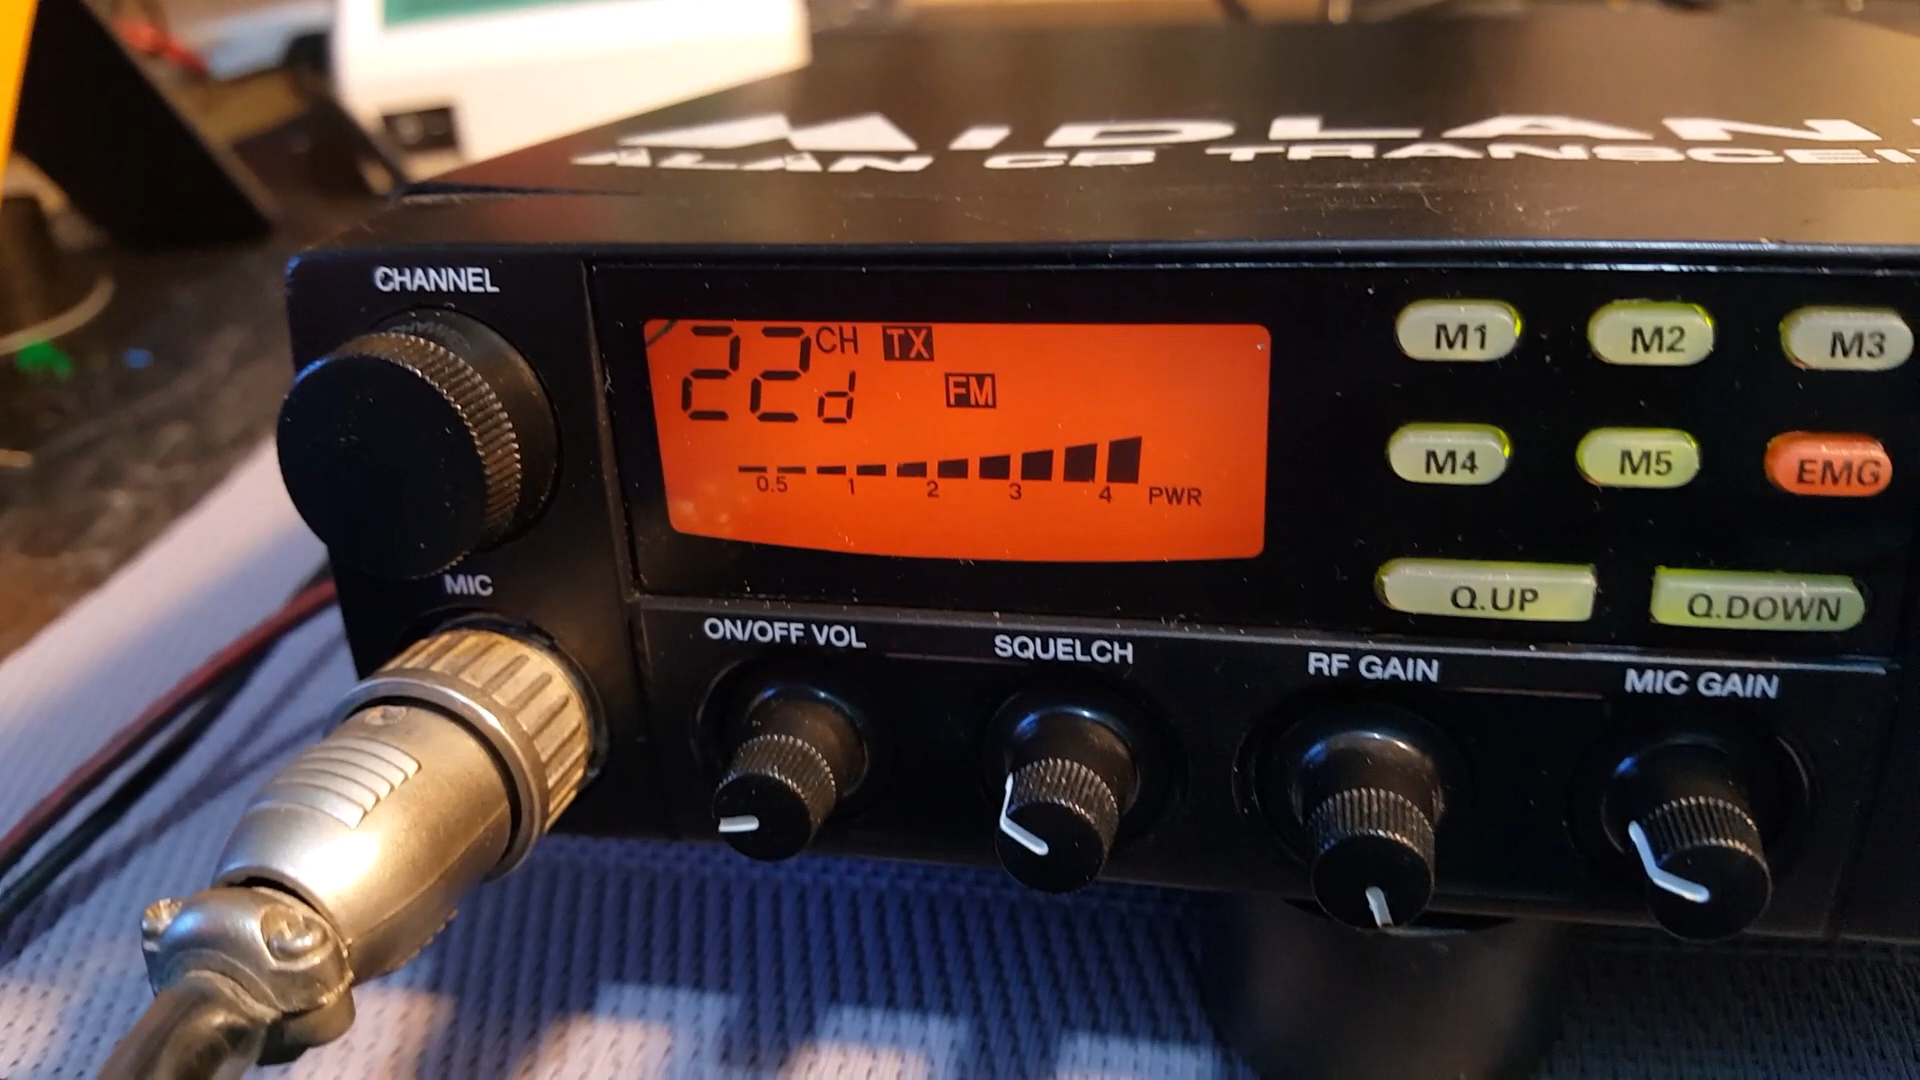 MIDLAN
ALAN CB TRANSCEI
CHANNEL
22 CH TX
d FM
0.5 1 2 3 4 PWR
M1 M2 M3
M4 M5 EMG
Q.UP Q.DOWN
MIC
ON/OFF VOL SQUELCH RF GAIN MIC GAIN